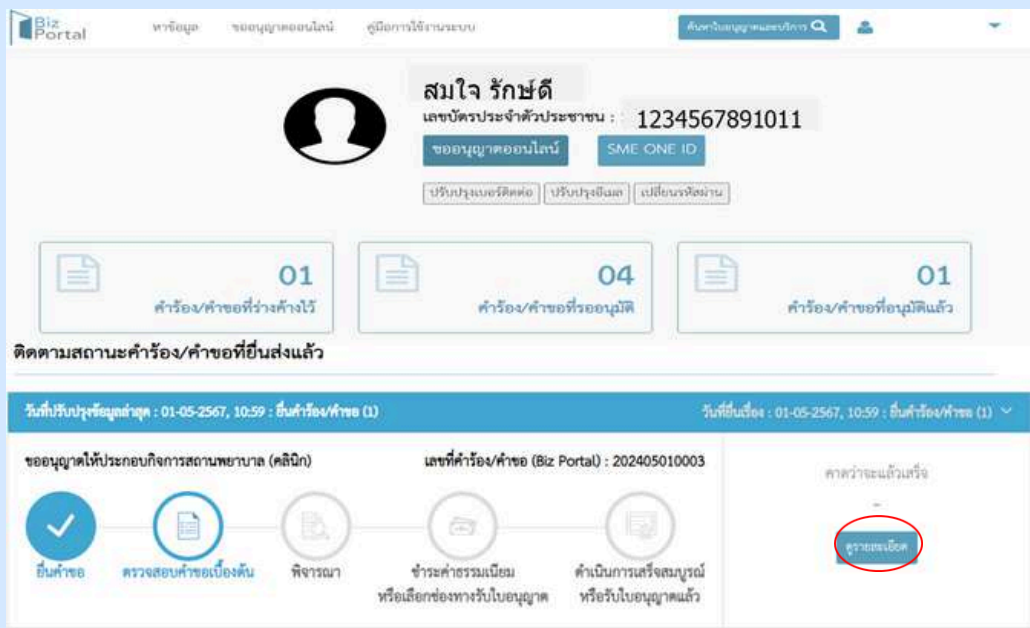 Biz Portal
หาข้อมูล ขออนุญาตออนไลน์ คู่มือการใช้งานระบบ ค้นหาใบอนุญาตและบริการ
สมใจ รักษ์ดี
เลขบัตรประจำตัวประชาชน : 1234567891011
ขออนุญาตออนไลน์ SME ONE ID
ปรับปรุงเบอร์ติดต่อ ปรับปรุงอีเมล เปลี่ยนรหัสผ่าน
01 04 01
คำร้อง/คำขอที่ร่างค้างไว้ คำร้อง/คำขอที่รออนุมัติ คำร้อง/คำขอที่อนุมัติแล้ว
ติดตามสถานะคำร้อง/คำขอที่ยื่นส่งแล้ว
วันที่ปรับปรุงข้อมูลล่าสุด : 01-05-2567, 10:59 : ยื่นคำร้อง/คำขอ (1) วันที่ยื่นเรื่อง : 01-05-2567, 10:59 : ยื่นคำร้อง/คำขอ (1)
ขออนุญาตให้ประกอบกิจการสถานพยาบาล (คลินิก) เลขที่คำร้อง/คำขอ (Biz Portal) : 202405010003
คาดว่าจะแล้วเสร็จ
-
ดูรายละเอียด
ยื่นคำขอ ตรวจสอบคำขอเบื้องต้น พิจารณา ชำระค่าธรรมเนียม ดำเนินการเสร็จสมบูรณ์
หรือเลือกช่องทางรับใบอนุญาต หรือรับใบอนุญาตแล้ว